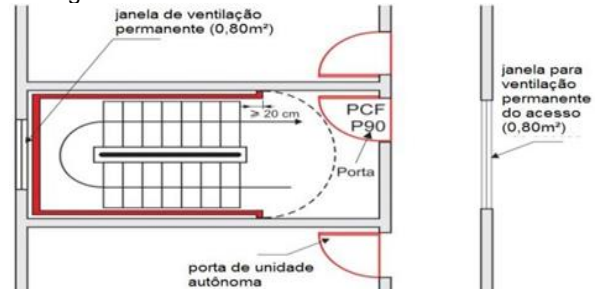 janela de ventilação
permanente (0,80m²)
janela para
ventilação
permanente
do acesso
(0,80m²)
≥ 20 cm
PCF
P90
Porta
porta de unidade
autônoma